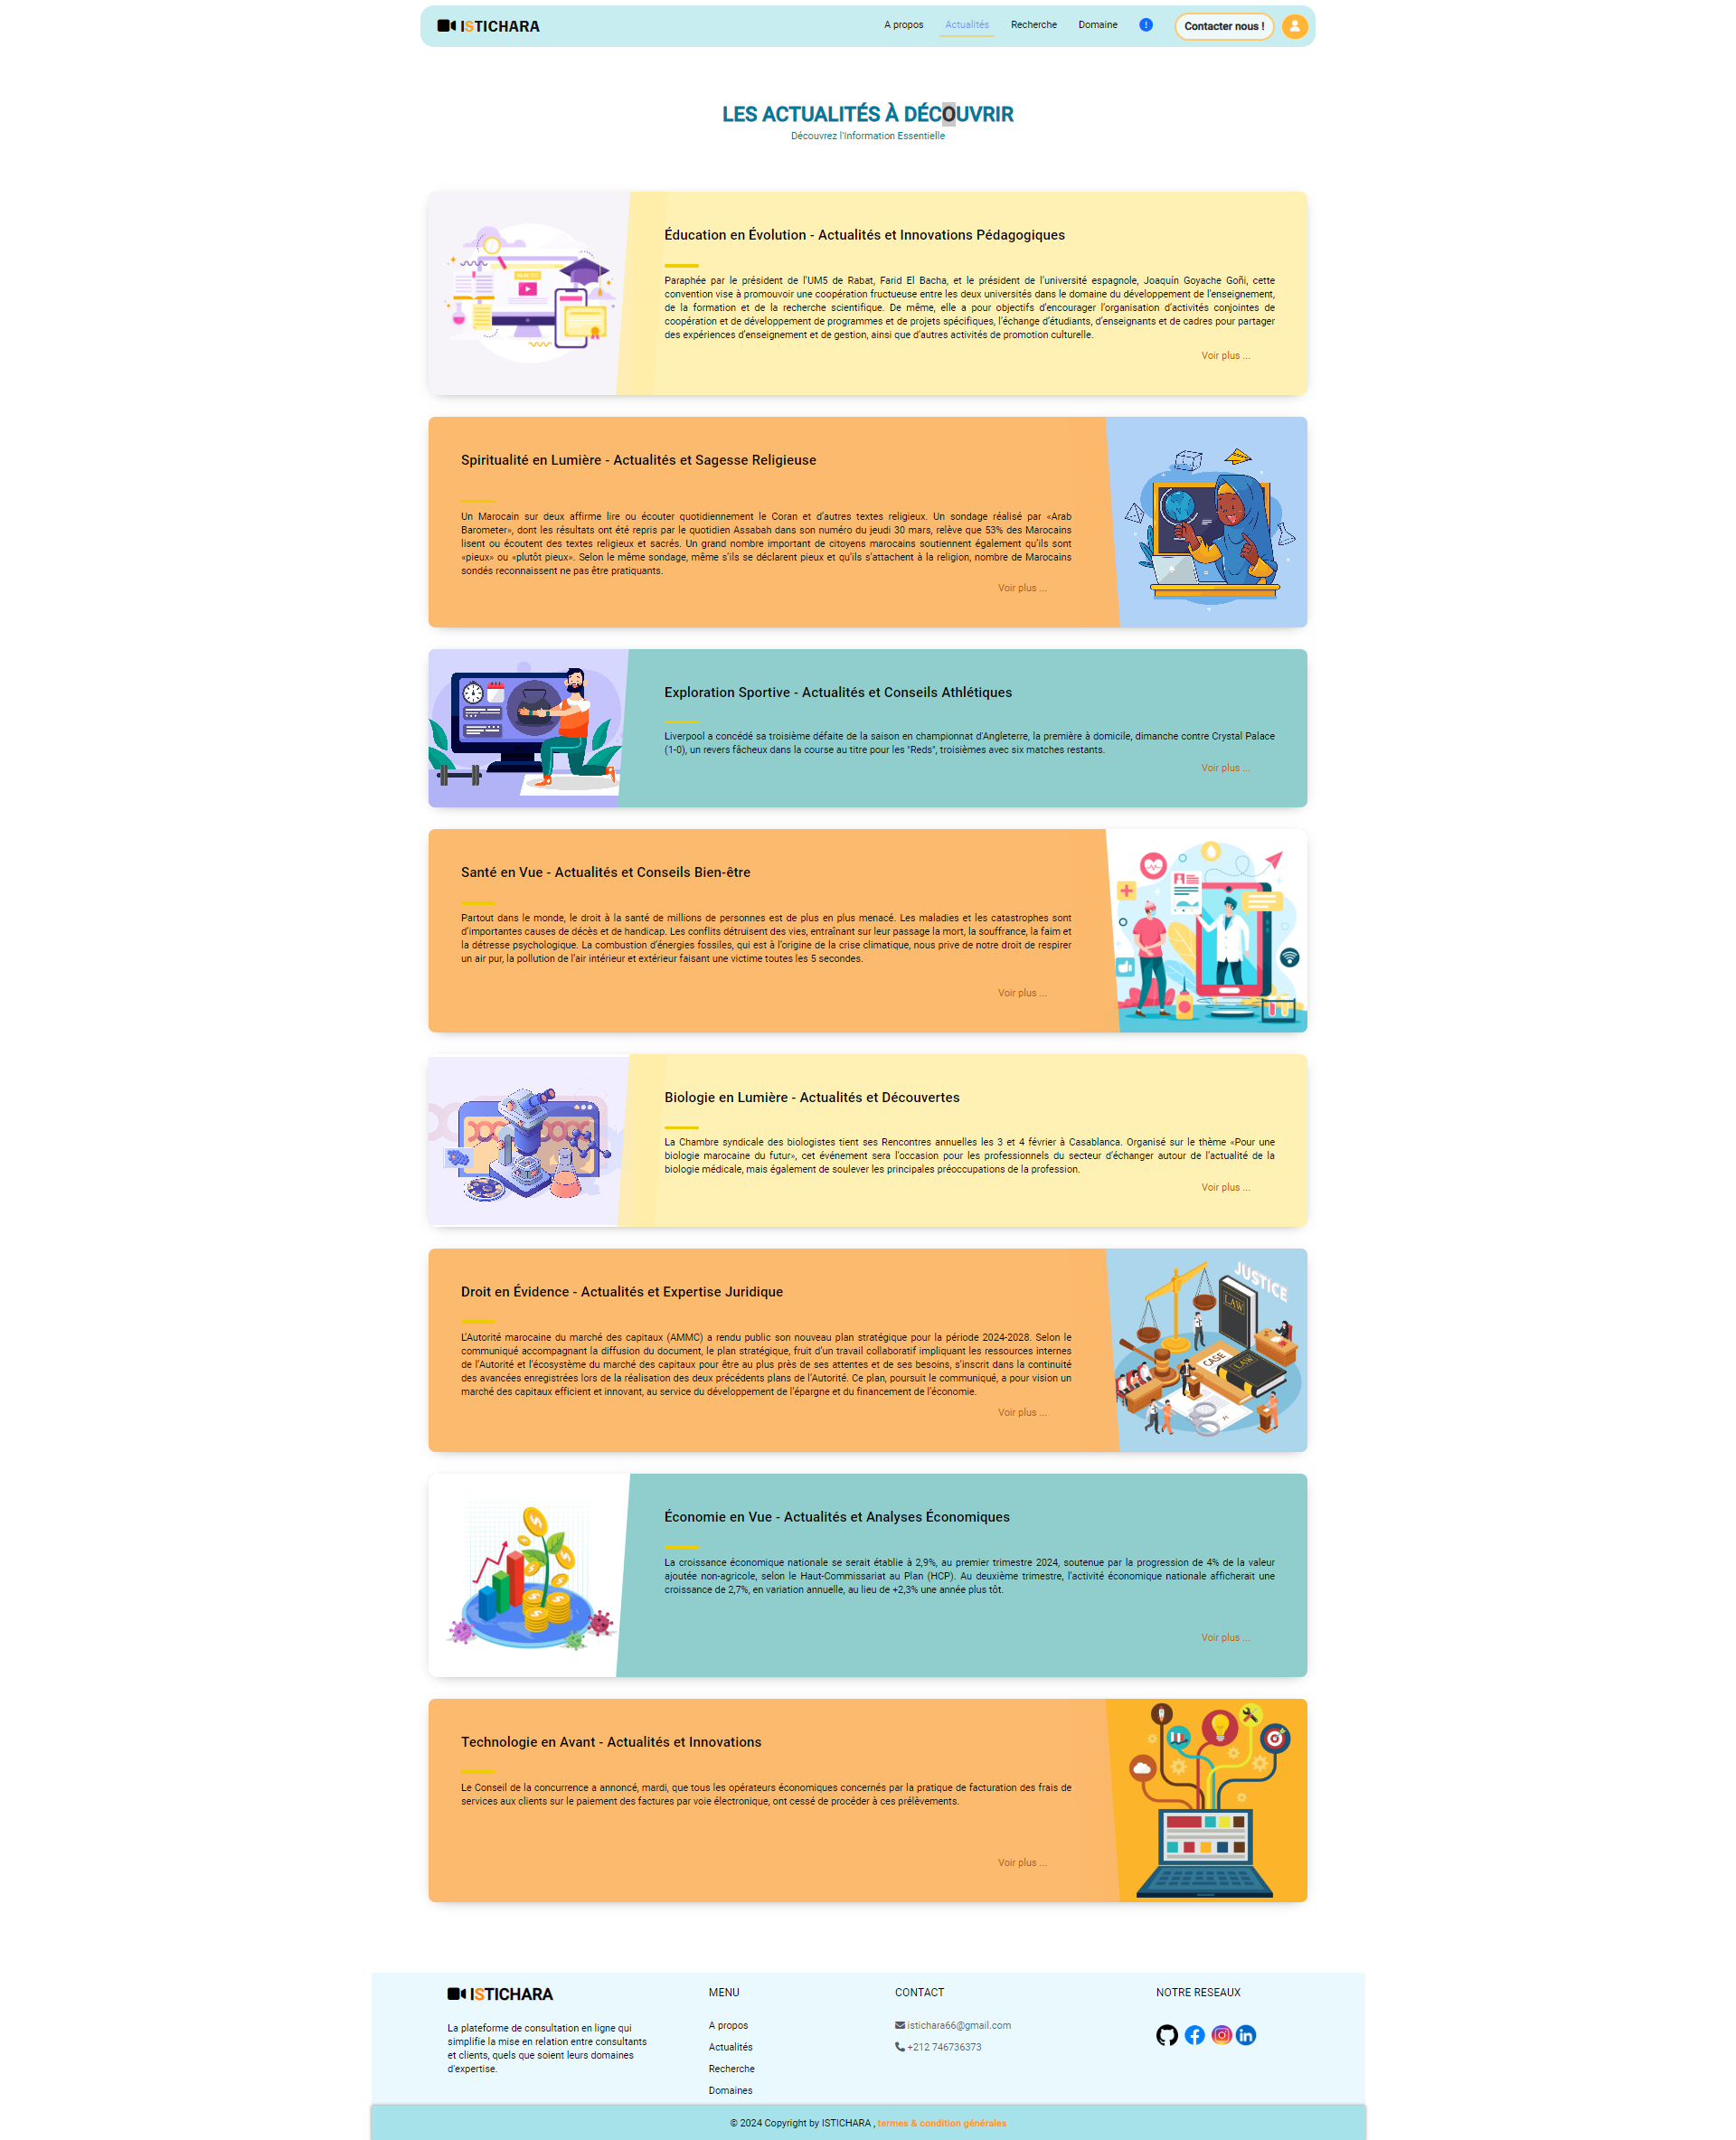 ISTICHARA
A propos
Actualités
Recherche
Domaine
!
Contacter nous !
LES ACTUALITÉS À DÉCOUVRIR
Découvrez l'Information Essentielle
Éducation en Évolution - Actualités et Innovations Pédagogiques
Paraphée par le président de l'UM5 de Rabat, Farid El Bacha, et le président de l'université espagnole, Joaquín Goyache Goñi, cette
convention vise à promouvoir une coopération fructueuse entre les deux universités dans le domaine du développement de l'enseignement,
de la formation et de la recherche scientifique. De même, elle a pour objectifs d'encourager l'organisation d'activités conjointes de
coopération et de développement de programmes et de projets spécifiques, l'échange d'étudiants, d'enseignants et de cadres pour partager
des expériences d'enseignement et de gestion, ainsi que d'autres activités de promotion culturelle.
Voir plus ...
Spiritualité en Lumière - Actualités et Sagesse Religieuse
Un Marocain sur deux affirme lire ou écouter quotidiennement le Coran et d'autres textes religieux. Un sondage réalisé par «Arab
Barometer», dont les résultats ont été repris par le quotidien Assabah dans son numéro du jeudi 30 mars, relève que 53% des Marocains
lisent ou écoutent des textes religieux et sacrés. Un grand nombre important de citoyens marocains soutiennent également qu'ils sont
«pieux» ou «plutôt pieux». Selon le même sondage, même s'ils se déclarent pieux et qu'ils s'attachent à la religion, nombre de Marocains
sondés reconnaissent ne pas être pratiquants.
Voir plus ...
Exploration Sportive - Actualités et Conseils Athlétiques
Liverpool a concédé sa troisième défaite de la saison en championnat d'Angleterre, la première à domicile, dimanche contre Crystal Palace
(1-0), un revers fâcheux dans la course au titre pour les "Reds", troisièmes avec six matches restants.
Voir plus ...
Santé en Vue - Actualités et Conseils Bien-être
Partout dans le monde, le droit à la santé de millions de personnes est de plus en plus menacé. Les maladies et les catastrophes sont
d'importantes causes de décès et de handicap. Les conflits détruisent des vies, entraînant sur leur passage la mort, la souffrance, la faim et
la détresse psychologique. La combustion d'énergies fossiles, qui est à l'origine de la crise climatique, nous prive de notre droit de respirer
un air pur, la pollution de l'air intérieur et extérieur faisant une victime toutes les 5 secondes.
Voir plus ...
Biologie en Lumière - Actualités et Découvertes
La Chambre syndicale des biologistes tient ses Rencontres annuelles les 3 et 4 février à Casablanca. Organisé sur le thème «Pour une
biologie marocaine du futur», cet événement sera l'occasion pour les professionnels du secteur d'échanger autour de l'actualité de la
biologie médicale, mais également de soulever les principales préoccupations de la profession.
Voir plus ...
Droit en Évidence - Actualités et Expertise Juridique
L'Autorité marocaine du marché des capitaux (AMMC) a rendu public son nouveau plan stratégique pour la période 2024-2028. Selon le
communiqué accompagnant la diffusion du document, le plan stratégique, fruit d'un travail collaboratif impliquant les ressources internes
de l'Autorité et l'écosystème du marché des capitaux pour être au plus près de ses attentes et de ses besoins, s'inscrit dans la continuité
des avancées enregistrées lors de la réalisation des deux précédents plans de l'Autorité. Ce plan, poursuit le communiqué, a pour vision un
marché des capitaux efficient et innovant, au service du développement de l'épargne et du financement de l'économie.
Voir plus ...
JUSTICE
LAW
CASE
LAW
Économie en Vue - Actualités et Analyses Économiques
La croissance économique nationale se serait établie à 2,9%, au premier trimestre 2024, soutenue par la progression de 4% de la valeur
ajoutée non-agricole, selon le Haut-Commissariat au Plan (HCP). Au deuxième trimestre, l'activité économique nationale afficherait une
croissance de 2,7%, en variation annuelle, au lieu de +2,3% une année plus tôt.
Voir plus ...
Technologie en Avant - Actualités et Innovations
Le Conseil de la concurrence a annoncé, mardi, que tous les opérateurs économiques concernés par la pratique de facturation des frais de
services aux clients sur le paiement des factures par voie électronique, ont cessé de procéder à ces prélèvements.
Voir plus ...
ISTICHARA
La plateforme de consultation en ligne qui
simplifie la mise en relation entre consultants
et clients, quels que soient leurs domaines
d'expertise.
MENU
A propos
Actualités
Recherche
Domaines
CONTACT
istichara66@gmail.com
+212 746736373
NOTRE RESEAUX
© 2024 Copyright by ISTICHARA , termes & condition générales